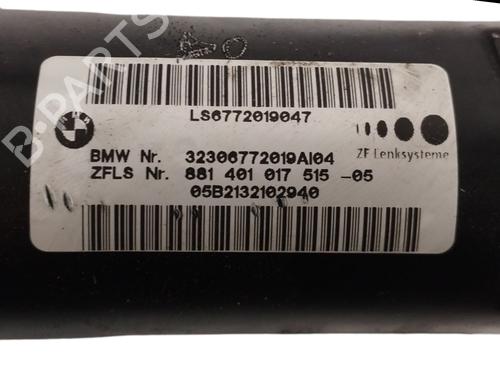 B-PARTS
LS6772019047
BMW Nr. 32306772019AI04
ZF Lenksysteme
ZFLS Nr. 881 401 017 515 -05
05B2132102940